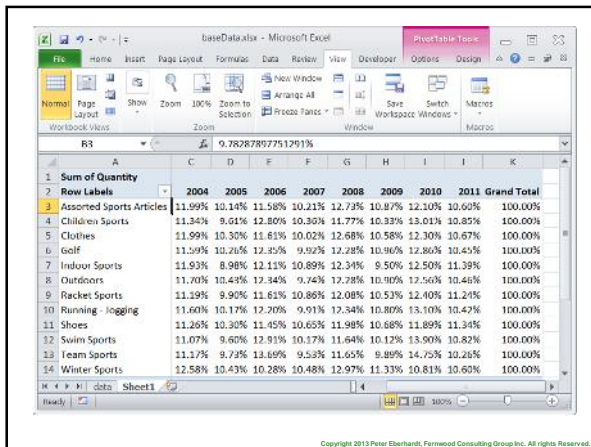 baseData.xlsx - Microsoft Excel
PivotTable Tools
File Home Insert Page Layout Formulas Data Review View Developer Options Design
Normal Page Layout Show Zoom 100% Zoom to Selection New Window Arrange All Freeze Panes Save Workspace Switch Windows Macros
Workbook Views Zoom Window Macros
B3 fx 9.78287897751291%
A C D E F G H I J K
1 Sum of Quantity
2 Row Labels 2004 2005 2006 2007 2008 2009 2010 2011 Grand Total
3 Assorted Sports Articles 11.99% 10.14% 11.58% 10.21% 12.73% 10.87% 12.10% 10.60% 100.00%
4 Children Sports 11.34% 9.61% 12.80% 10.36% 11.77% 10.33% 13.01% 10.85% 100.00%
5 Clothes 11.99% 10.30% 11.61% 10.02% 12.68% 10.58% 12.30% 10.67% 100.00%
6 Golf 11.59% 10.26% 12.35% 9.92% 12.28% 10.96% 12.86% 10.45% 100.00%
7 Indoor Sports 11.93% 8.98% 12.11% 10.89% 12.34% 9.50% 12.50% 11.39% 100.00%
8 Outdoors 11.70% 10.43% 12.34% 9.74% 12.28% 10.90% 12.56% 10.46% 100.00%
9 Racket Sports 11.19% 9.90% 11.61% 10.86% 12.08% 10.53% 12.40% 11.24% 100.00%
10 Running - Jogging 11.60% 10.17% 12.20% 9.91% 12.34% 10.80% 13.10% 10.42% 100.00%
11 Shoes 11.26% 10.30% 11.45% 10.65% 11.98% 10.68% 11.89% 11.34% 100.00%
12 Swim Sports 11.07% 9.60% 12.91% 10.17% 11.64% 10.12% 13.90% 10.82% 100.00%
13 Team Sports 11.17% 9.73% 13.69% 9.53% 11.65% 9.89% 14.75% 10.26% 100.00%
14 Winter Sports 12.58% 10.43% 10.28% 10.48% 12.97% 11.33% 10.81% 10.60% 100.00%
data Sheet1
Ready 100%
Copyright 2013 Peter Eberhardt, Fernwood Consulting Group Inc. All rights Reserved.